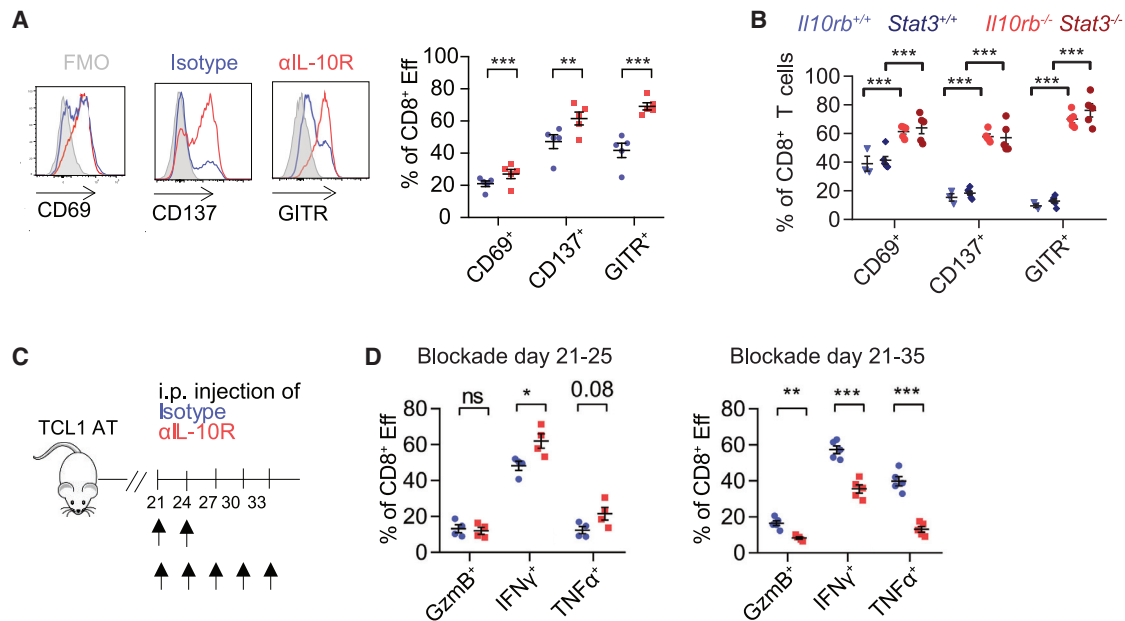 A
FMO
Isotype
αIL-10R
CD69
CD137
GITR
% of CD8⁺ Eff
100
80
60
40
20
0
***
**
***
CD69⁺
CD137⁺
GITR⁺
B
Il10rb⁺/⁺ Stat3⁺/⁺ Il10rb⁻/⁻ Stat3⁻/⁻
% of CD8⁺ T cells
100
80
60
40
20
0
***
***
***
***
***
***
CD69⁺
CD137⁺
GITR⁺
C
i.p. injection of
Isotype
αIL-10R
TCL1 AT
21 24 27 30 33
D
Blockade day 21-25
% of CD8⁺ Eff
80
60
40
20
0
ns
*
0.08
GzmB⁺
IFNγ⁺
TNFα⁺
Blockade day 21-35
% of CD8⁺ Eff
80
60
40
20
0
**
***
***
GzmB⁺
IFNγ⁺
TNFα⁺